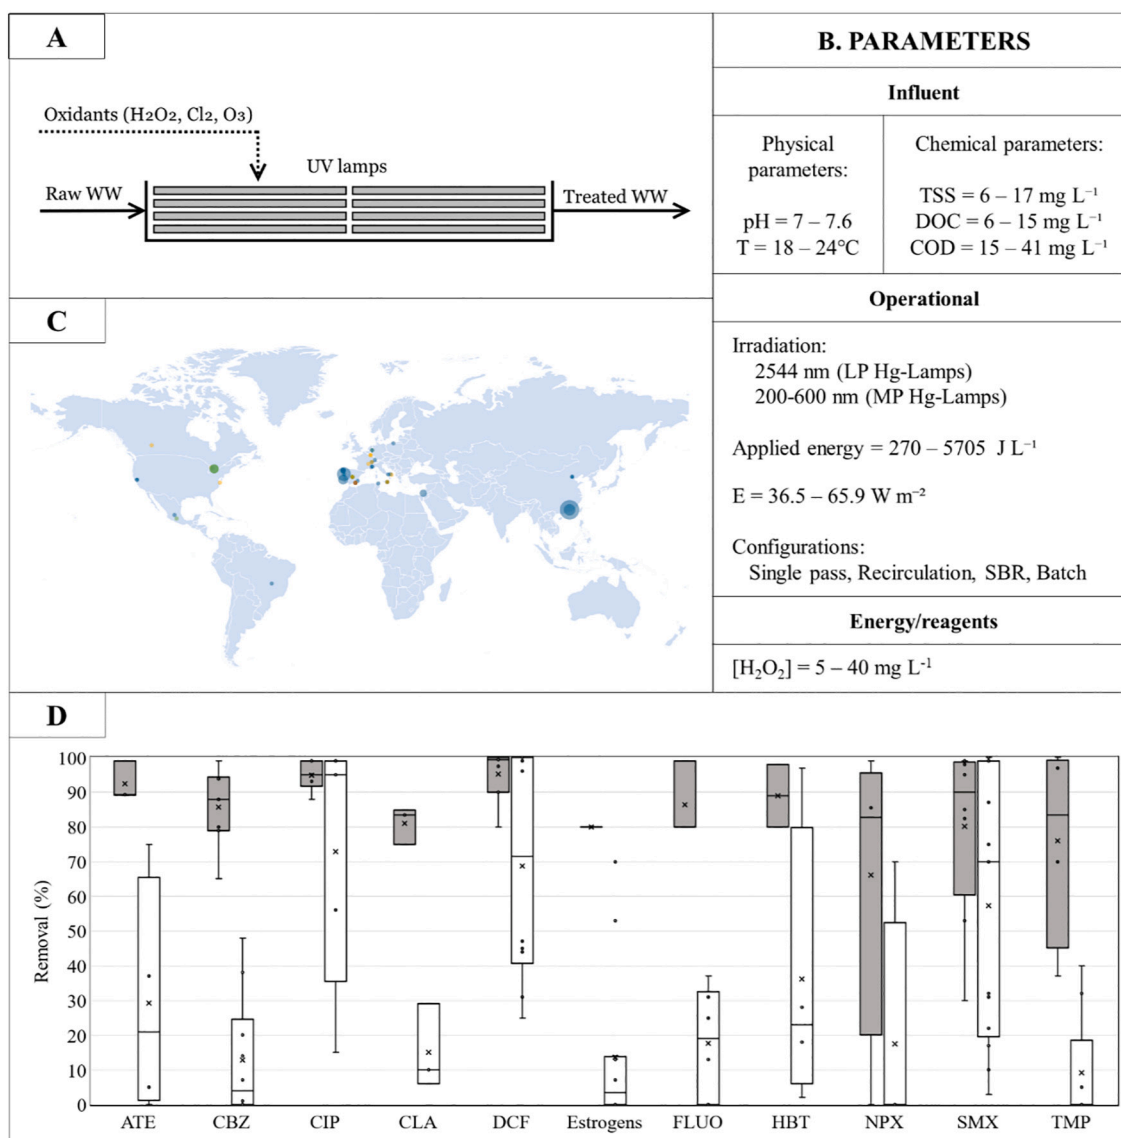 A
Oxidants (H₂O₂, Cl₂, O₃)
UV lamps
Raw WW
Treated WW
B. PARAMETERS
Influent
Physical
parameters:
pH = 7 – 7.6
T = 18 – 24°C
Chemical parameters:
TSS = 6 – 17 mg L⁻¹
DOC = 6 – 15 mg L⁻¹
COD = 15 – 41 mg L⁻¹
Operational
Irradiation:
2544 nm (LP Hg-Lamps)
200-600 nm (MP Hg-Lamps)
Applied energy = 270 – 5705 J L⁻¹
E = 36.5 – 65.9 W m⁻²
Configurations:
Single pass, Recirculation, SBR, Batch
Energy/reagents
[H₂O₂] = 5 – 40 mg L⁻¹
C
D
Removal (%)
100
90
80
70
60
50
40
30
20
10
0
ATE CBZ CIP CLA DCF Estrogens FLUO HBT NPX SMX TMP